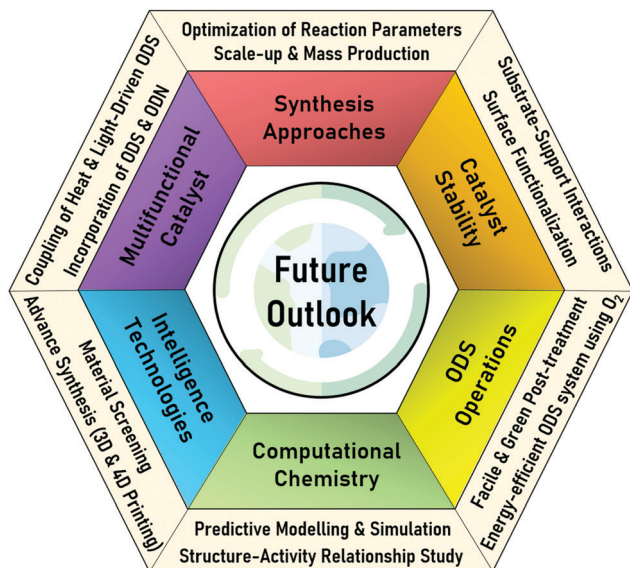 Optimization of Reaction Parameters
Scale-up & Mass Production
Synthesis
Approaches
Substrate-Support Interactions
Surface Functionalization
Catalyst
Stability
Facile & Green Post-treatment
Energy-efficient ODS system using O₂
ODS
Operations
Computational
Chemistry
Predictive Modelling & Simulation
Structure-Activity Relationship Study
Intelligence
Technologies
Material Screening
Advance Synthesis (3D & 4D Printing)
Coupling of Heat & Light-Driven ODS
Incorporation of ODS & ODN
Multifunctional
Catalyst
Future
Outlook